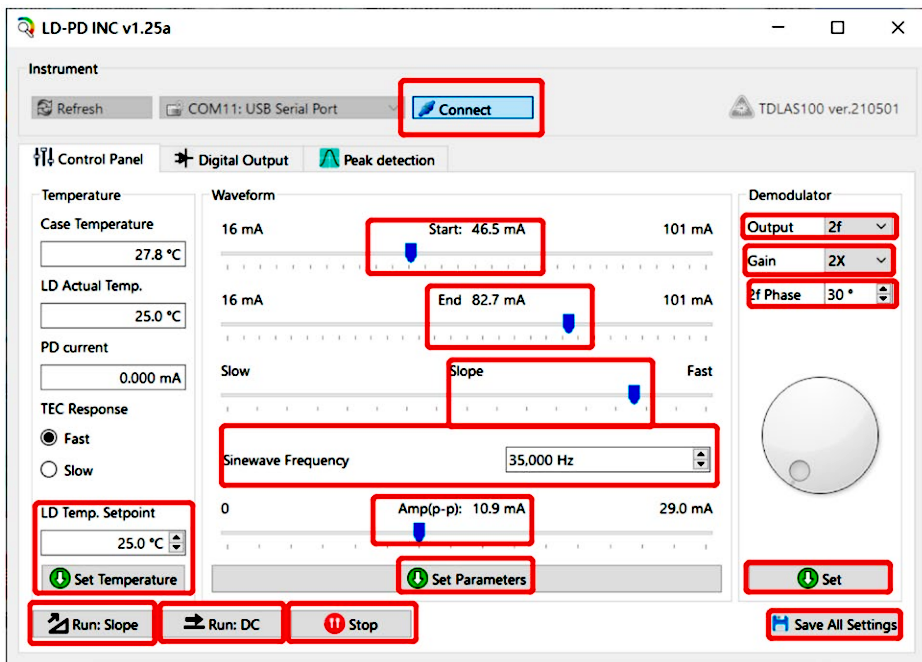 LD-PD INC v1.25a
Instrument
Refresh
COM11: USB Serial Port
Connect
TDLAS100 ver.210501
Control Panel
Digital Output
Peak detection
Temperature
Case Temperature
27.8 °C
LD Actual Temp.
25.0 °C
PD current
0.000 mA
TEC Response
Fast
Slow
LD Temp. Setpoint
25.0 °C
Set Temperature
Waveform
16 mA
Start: 46.5 mA
101 mA
16 mA
End 82.7 mA
101 mA
Slow
Slope
Fast
Sinewave Frequency
35,000 Hz
0
Amp(p-p): 10.9 mA
29.0 mA
Set Parameters
Demodulator
Output 2f
Gain 2X
2f Phase 30 °
Set
Run: Slope
Run: DC
Stop
Save All Settings